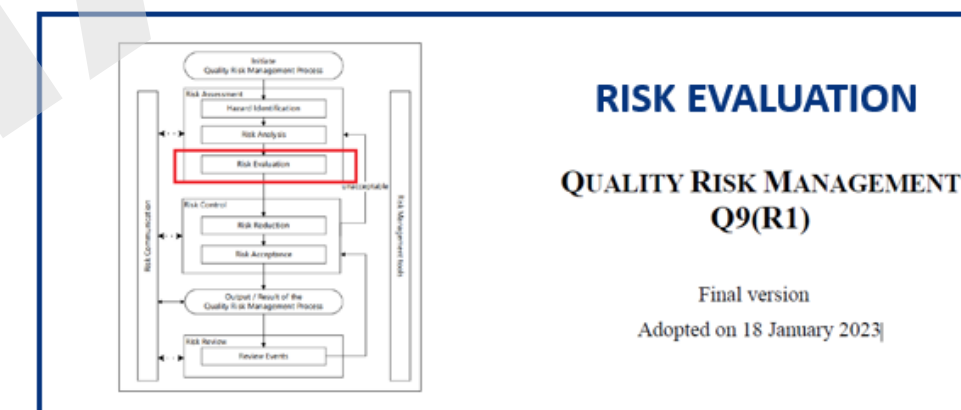 Initiate
Quality Risk Management Process
Risk Assessment
Hazard Identification
Risk Analysis
Risk Evaluation
unacceptable
Risk Control
Risk Reduction
Risk Acceptance
Output / Result of the
Quality Risk Management Process
Risk Review
Review Events
Risk Communication
Risk Management tools
RISK EVALUATION
QUALITY RISK MANAGEMENT
Q9(R1)
Final version
Adopted on 18 January 2023